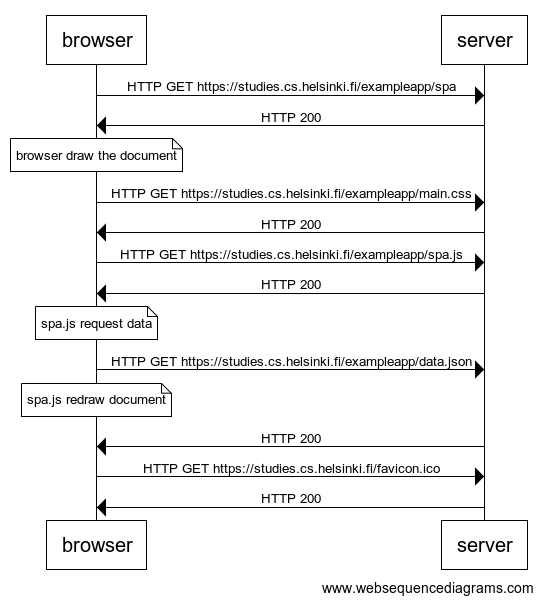 browser server
HTTP GET https://studies.cs.helsinki.fi/exampleapp/spa
HTTP 200
browser draw the document
HTTP GET https://studies.cs.helsinki.fi/exampleapp/main.css
HTTP 200
HTTP GET https://studies.cs.helsinki.fi/exampleapp/spa.js
HTTP 200
spa.js request data
HTTP GET https://studies.cs.helsinki.fi/exampleapp/data.json
spa.js redraw document
HTTP 200
HTTP GET https://studies.cs.helsinki.fi/favicon.ico
HTTP 200
browser server
www.websequencediagrams.com